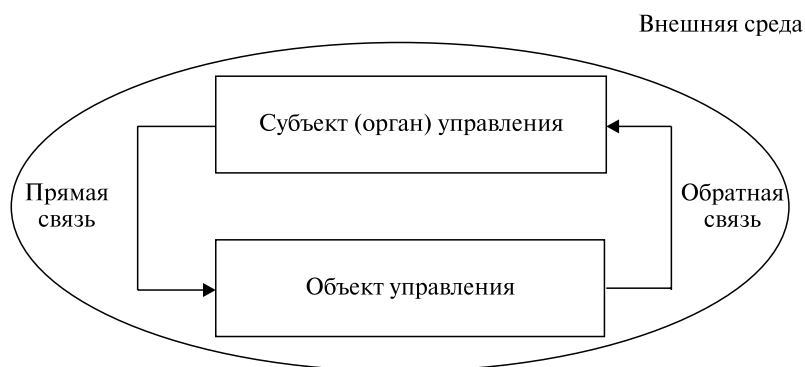 Внешняя среда
Субъект (орган) управления
Прямая
связь
Обратная
связь
Объект управления